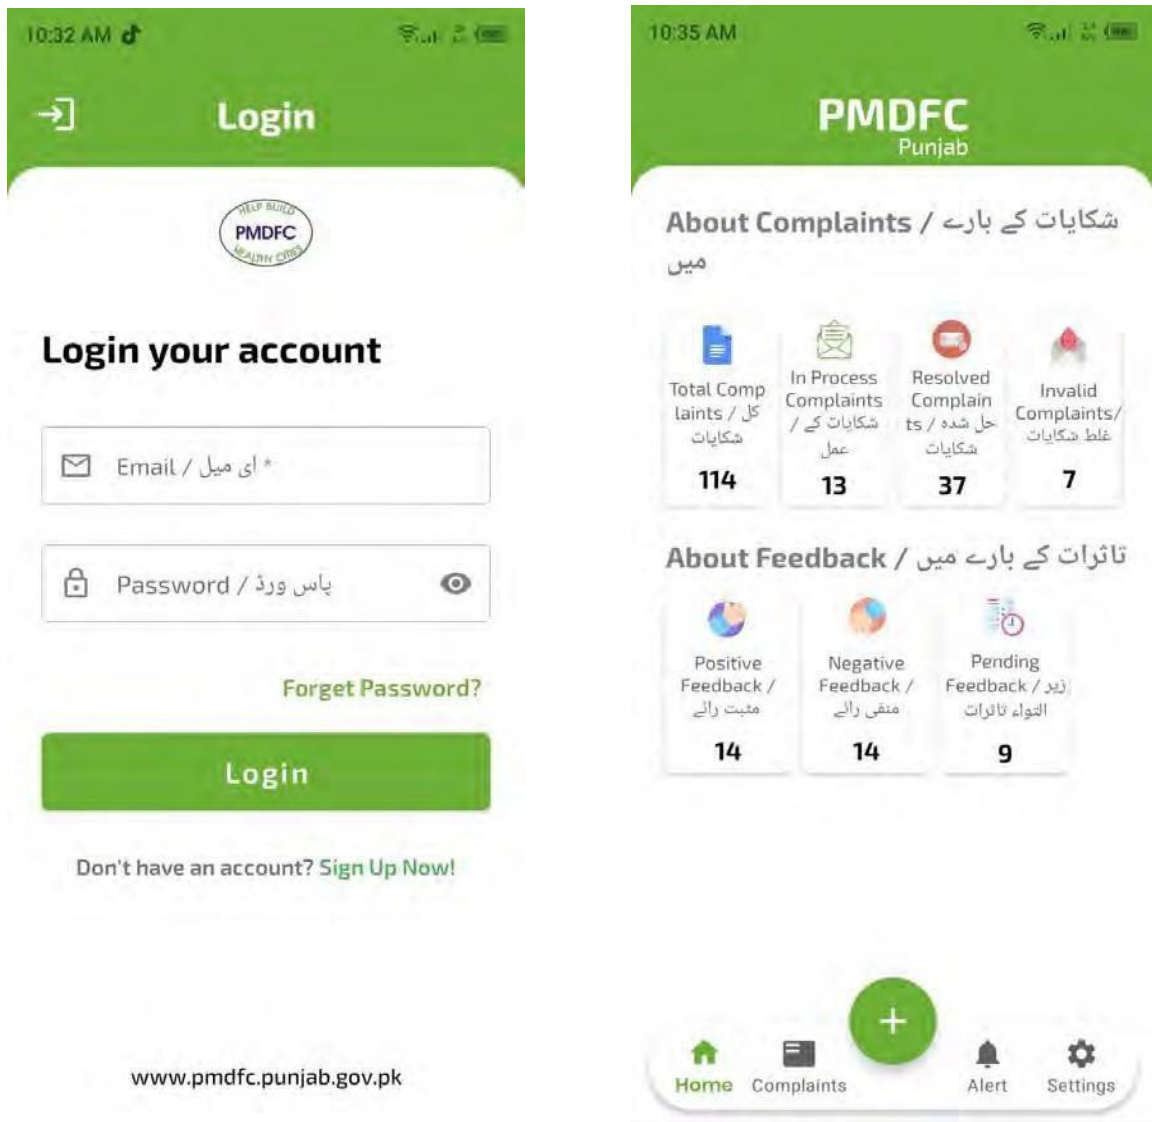 10:32 AM
Login
HELP BUILD
PMDFC
HEALTHY CITIES
Login your account
Email / ای میل *
Password / پاس ورڈ
Forget Password?
Login
Don't have an account? Sign Up Now!
www.pmdfc.punjab.gov.pk
10:35 AM
PMDFC
Punjab
About Complaints / شکایات کے بارے
میں
Total Comp
laints / کل
شکایات
114
In Process
Complaints
/ شکایات کے
عمل
13
Resolved
Complain
ts / حل شدہ
شکایات
37
Invalid
Complaints/
غلط شکایات
7
About Feedback / تاثرات کے بارے میں
Positive
Feedback /
مثبت رائے
14
Negative
Feedback /
منفی رائے
14
Pending
Feedback / زیر
التواء تاثرات
9
Home
Complaints
+
Alert
Settings